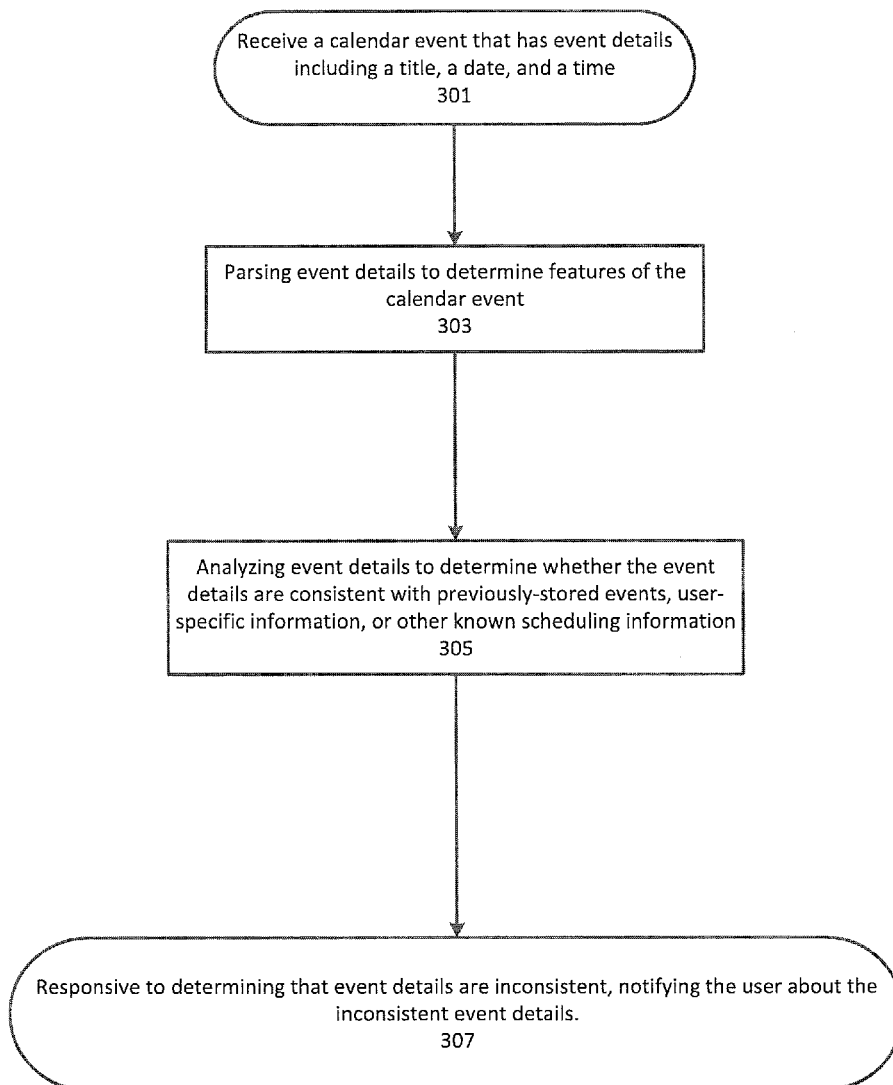 Receive a calendar event that has event details
including a title, a date, and a time
301
Parsing event details to determine features of the
calendar event
303
Analyzing event details to determine whether the event
details are consistent with previously-stored events, user-
specific information, or other known scheduling information
305
Responsive to determining that event details are inconsistent, notifying the user about the
inconsistent event details.
307